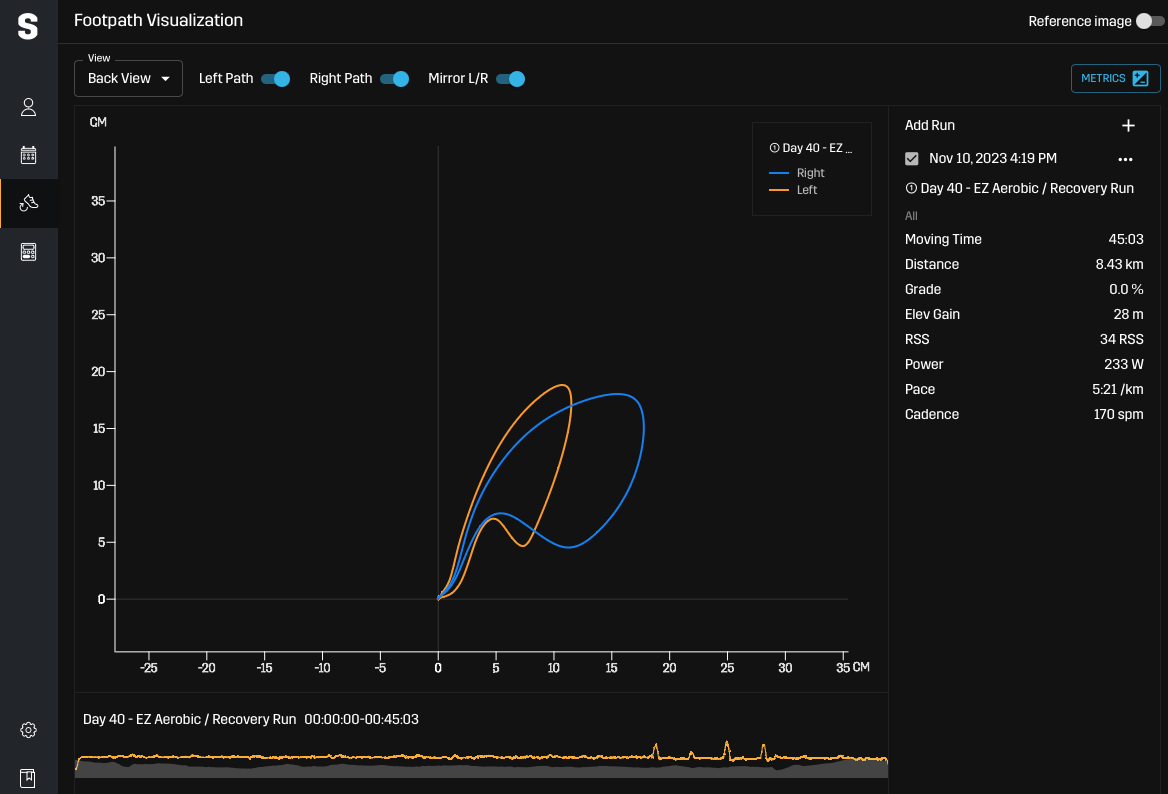 S
Footpath Visualization
Reference image
View
Back View
Left Path
Right Path
Mirror L/R
METRICS
CM
35
30
25
20
15
10
5
0
-25 -20 -15 -10 -5 0 5 10 15 20 25 30 35 CM
① Day 40 - EZ ...
Right
Left
Add Run
Nov 10, 2023 4:19 PM
① Day 40 - EZ Aerobic / Recovery Run
All
Moving Time 45:03
Distance 8.43 km
Grade 0.0 %
Elev Gain 28 m
RSS 34 RSS
Power 233 W
Pace 5:21 /km
Cadence 170 spm
Day 40 - EZ Aerobic / Recovery Run 00:00:00-00:45:03